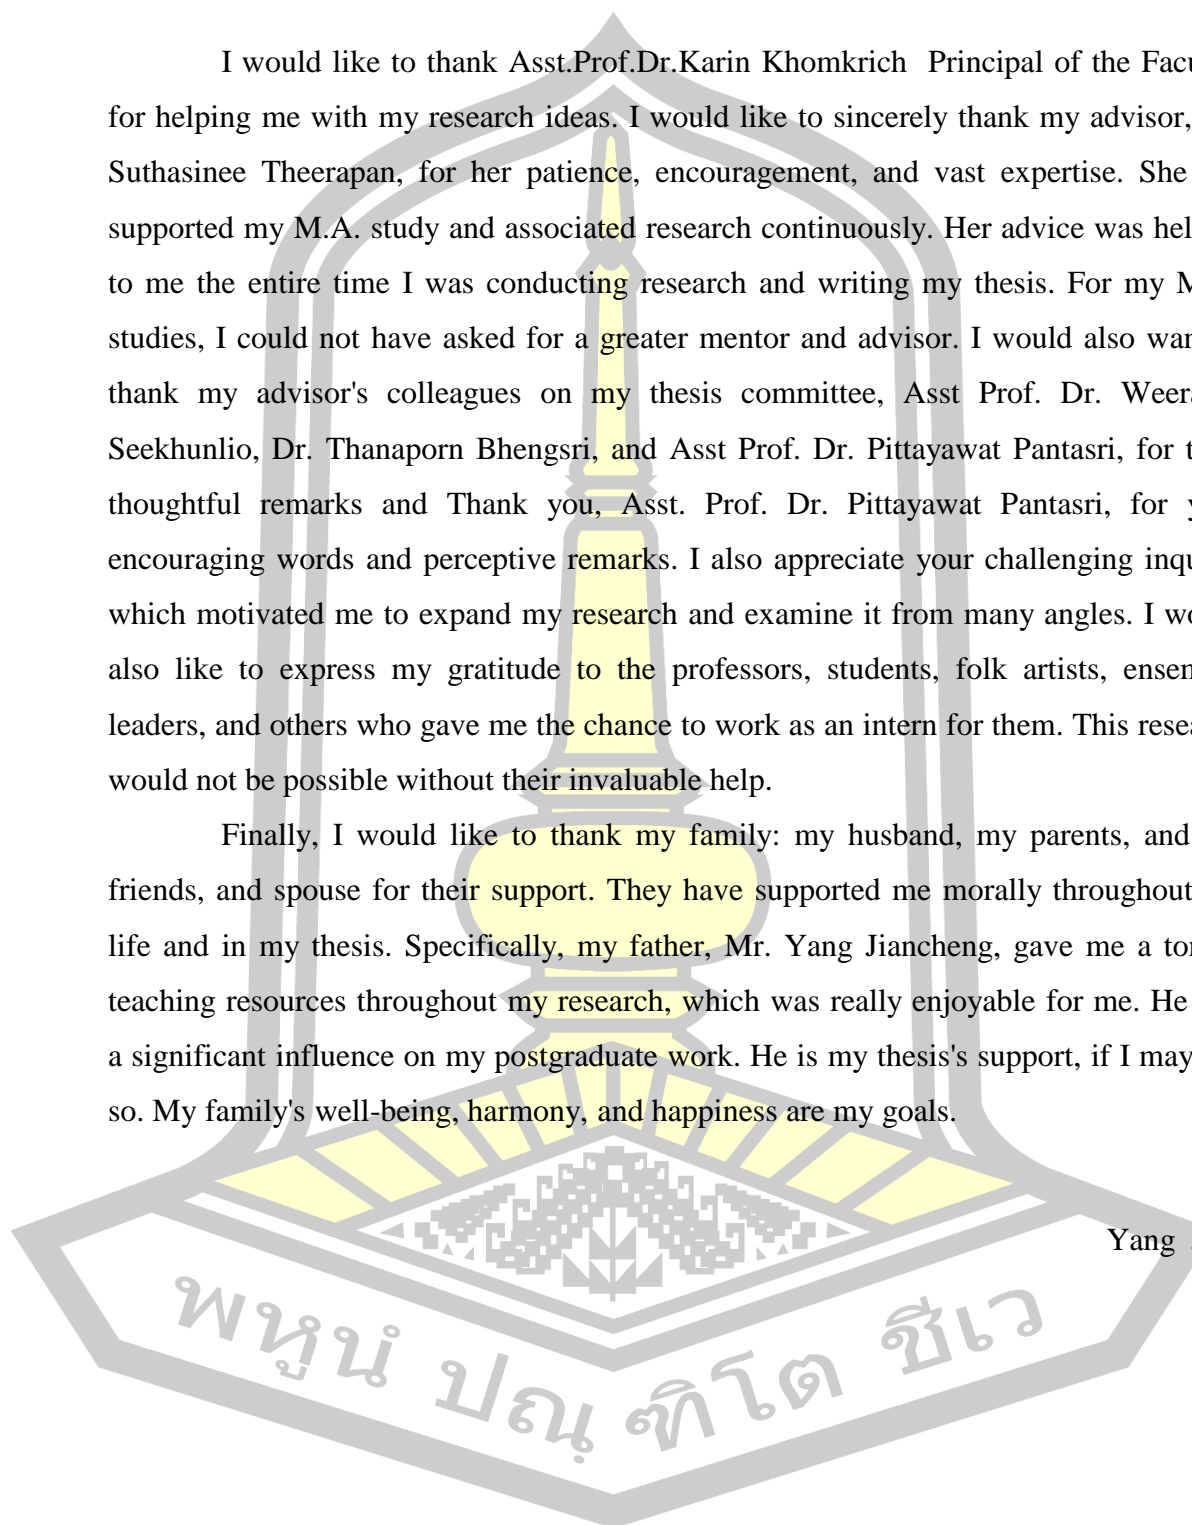 I would like to thank Asst.Prof.Dr.Karin Khomkrich Principal of the Facu
for helping me with my research ideas. I would like to sincerely thank my advisor,
Suthasinee Theerapan, for her patience, encouragement, and vast expertise. She
supported my M.A. study and associated research continuously. Her advice was hel
to me the entire time I was conducting research and writing my thesis. For my M
studies, I could not have asked for a greater mentor and advisor. I would also wan
thank my advisor's colleagues on my thesis committee, Asst Prof. Dr. Weera
Seekhunlio, Dr. Thanaporn Bhengsri, and Asst Prof. Dr. Pittayawat Pantasri, for t
thoughtful remarks and Thank you, Asst. Prof. Dr. Pittayawat Pantasri, for y
encouraging words and perceptive remarks. I also appreciate your challenging inqu
which motivated me to expand my research and examine it from many angles. I wo
also like to express my gratitude to the professors, students, folk artists, ensem
leaders, and others who gave me the chance to work as an intern for them. This resea
would not be possible without their invaluable help.
Finally, I would like to thank my family: my husband, my parents, and
friends, and spouse for their support. They have supported me morally throughout
life and in my thesis. Specifically, my father, Mr. Yang Jiancheng, gave me a ton
teaching resources throughout my research, which was really enjoyable for me. He
a significant influence on my postgraduate work. He is my thesis's support, if I may
so. My family's well-being, harmony, and happiness are my goals.
Yang
พหูนํ ปณฺฑิโต ชีเว